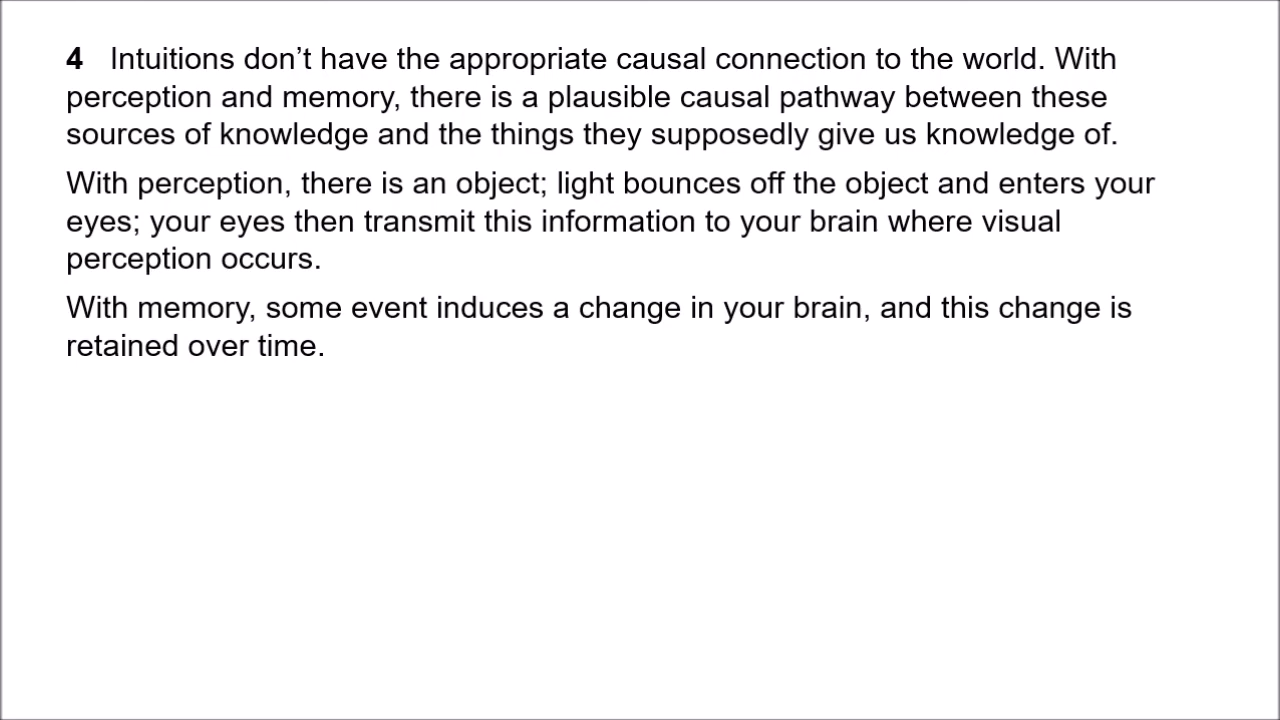 4 Intuitions don’t have the appropriate causal connection to the world. With
perception and memory, there is a plausible causal pathway between these
sources of knowledge and the things they supposedly give us knowledge of.
With perception, there is an object; light bounces off the object and enters your
eyes; your eyes then transmit this information to your brain where visual
perception occurs.
With memory, some event induces a change in your brain, and this change is
retained over time.